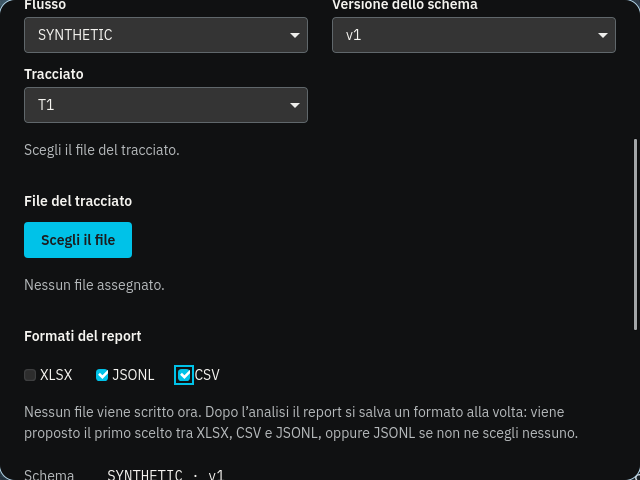 Flusso
Versione dello schema
SYNTHETIC
v1
Tracciato
T1
Scegli il file del tracciato.
File del tracciato
Scegli il file
Nessun file assegnato.
Formati del report
XLSX JSONL CSV
Nessun file viene scritto ora. Dopo l'analisi il report si salva un formato alla volta: viene
proposto il primo scelto tra XLSX, CSV e JSONL, oppure JSONL se non ne scegli nessuno.
Schema SYNTHETIC · v1